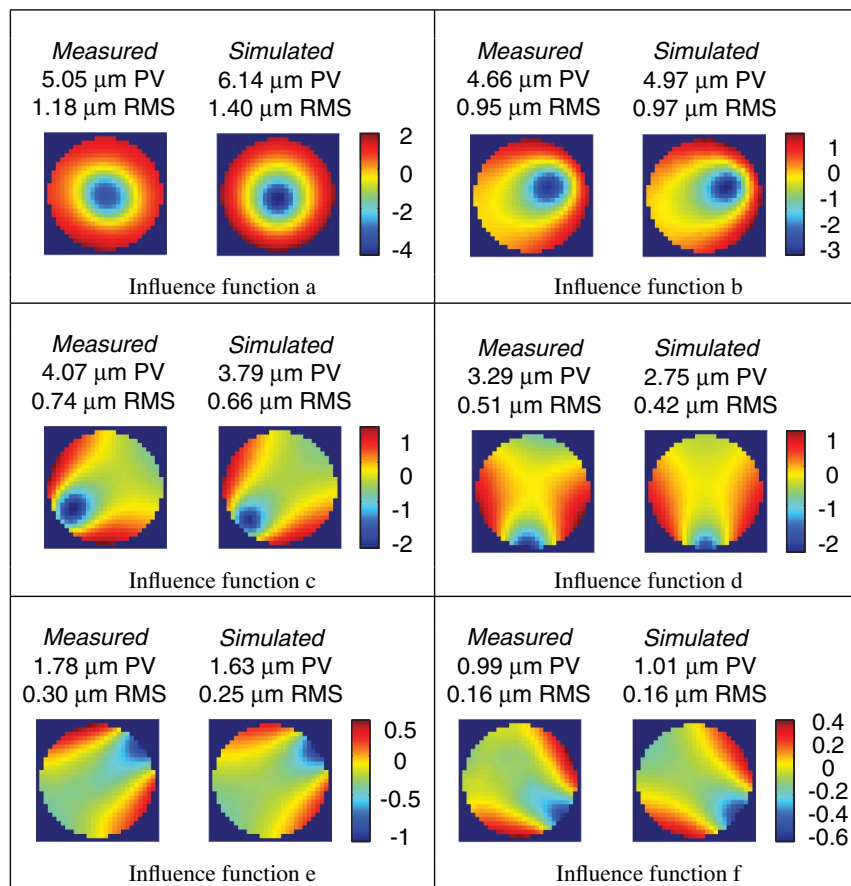 Measured Simulated
5.05 μm PV 6.14 μm PV
1.18 μm RMS 1.40 μm RMS
2
0
-2
-4
Influence function a
Measured Simulated
4.66 μm PV 4.97 μm PV
0.95 μm RMS 0.97 μm RMS
1
0
-1
-2
-3
Influence function b
Measured Simulated
4.07 μm PV 3.79 μm PV
0.74 μm RMS 0.66 μm RMS
1
0
-1
-2
Influence function c
Measured Simulated
3.29 μm PV 2.75 μm PV
0.51 μm RMS 0.42 μm RMS
1
0
-1
-2
Influence function d
Measured Simulated
1.78 μm PV 1.63 μm PV
0.30 μm RMS 0.25 μm RMS
0.5
0
-0.5
-1
Influence function e
Measured Simulated
0.99 μm PV 1.01 μm PV
0.16 μm RMS 0.16 μm RMS
0.4
0.2
0
-0.2
-0.4
-0.6
Influence function f